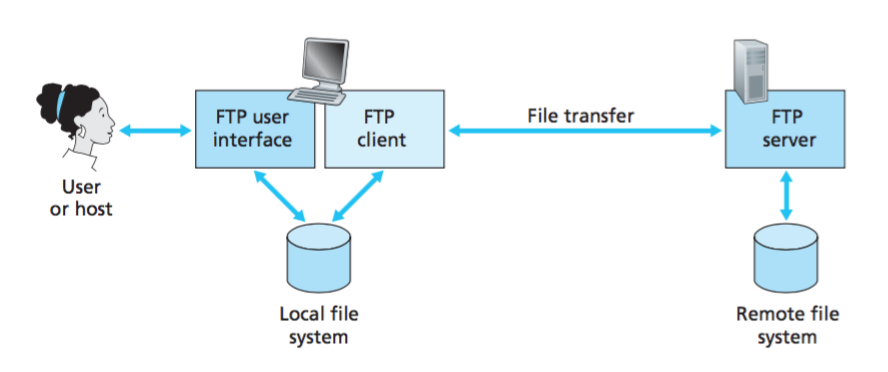 FTP user
interface
FTP
client
File transfer
FTP
server
User
or host
Local file
system
Remote file
system